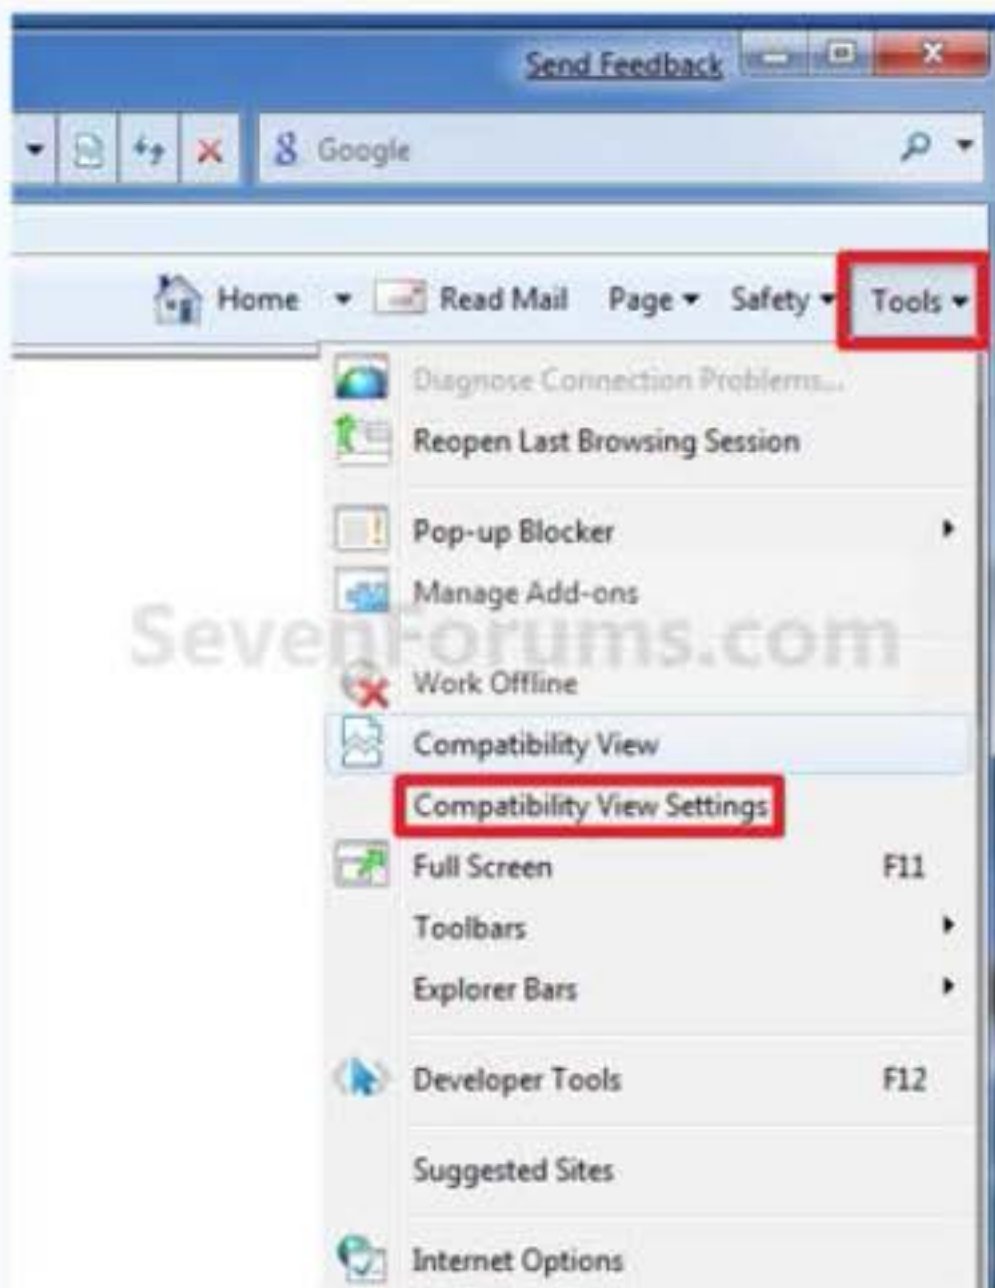 Send Feedback
Google
Home Read Mail Page Safety Tools
Diagnose Connection Problems...
Reopen Last Browsing Session
Pop-up Blocker
Manage Add-ons
SevenForums.com
Work Offline
Compatibility View
Compatibility View Settings
Full Screen F11
Toolbars
Explorer Bars
Developer Tools F12
Suggested Sites
Internet Options